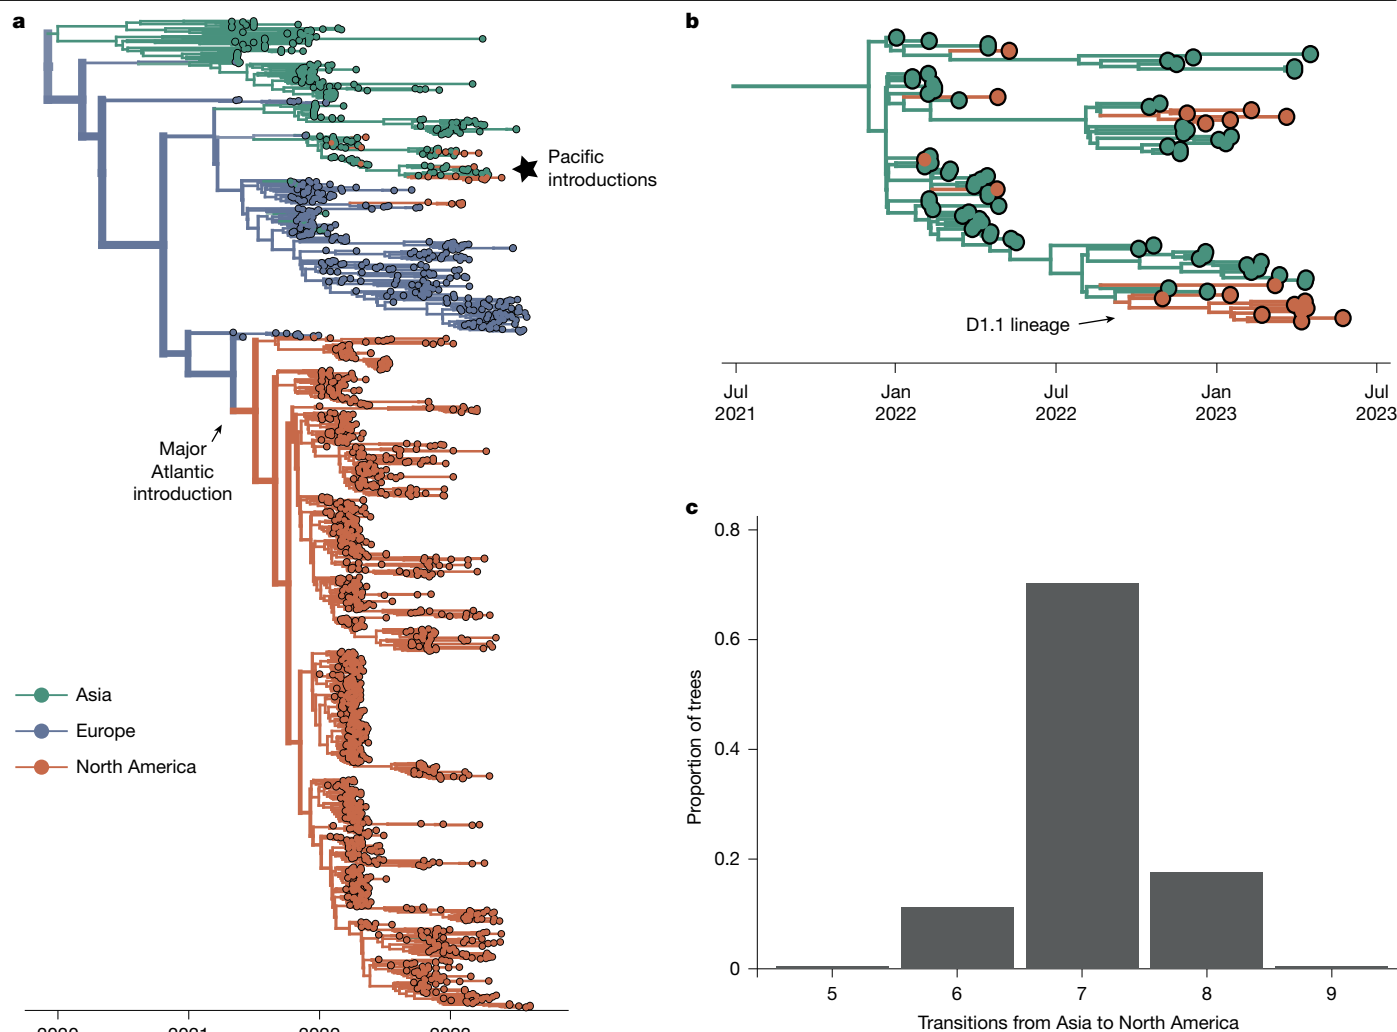 a
Pacific
introductions
Major
Atlantic
introduction
Asia
Europe
North America
b
D1.1 lineage
Jul
2021
Jan
2022
Jul
2022
Jan
2023
Jul
2023
c
Proportion of trees
0.8
0.6
0.4
0.2
0
5 6 7 8 9
Transitions from Asia to North America